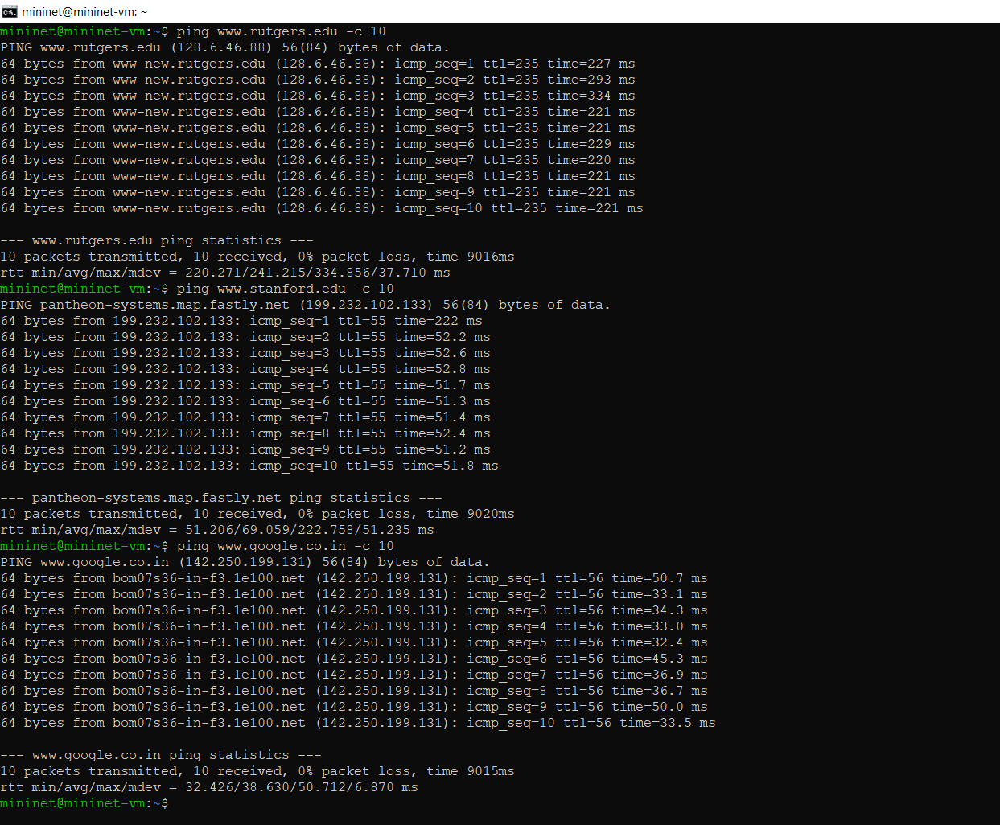 mininet@mininet-vm: ~
mininet@mininet-vm:~$ ping www.rutgers.edu -c 10
PING www.rutgers.edu (128.6.46.88) 56(84) bytes of data.
64 bytes from www-new.rutgers.edu (128.6.46.88): icmp_seq=1 ttl=235 time=227 ms
64 bytes from www-new.rutgers.edu (128.6.46.88): icmp_seq=2 ttl=235 time=293 ms
64 bytes from www-new.rutgers.edu (128.6.46.88): icmp_seq=3 ttl=235 time=334 ms
64 bytes from www-new.rutgers.edu (128.6.46.88): icmp_seq=4 ttl=235 time=221 ms
64 bytes from www-new.rutgers.edu (128.6.46.88): icmp_seq=5 ttl=235 time=221 ms
64 bytes from www-new.rutgers.edu (128.6.46.88): icmp_seq=6 ttl=235 time=229 ms
64 bytes from www-new.rutgers.edu (128.6.46.88): icmp_seq=7 ttl=235 time=220 ms
64 bytes from www-new.rutgers.edu (128.6.46.88): icmp_seq=8 ttl=235 time=221 ms
64 bytes from www-new.rutgers.edu (128.6.46.88): icmp_seq=9 ttl=235 time=221 ms
64 bytes from www-new.rutgers.edu (128.6.46.88): icmp_seq=10 ttl=235 time=221 ms
--- www.rutgers.edu ping statistics ---
10 packets transmitted, 10 received, 0% packet loss, time 9016ms
rtt min/avg/max/mdev = 220.271/241.215/334.856/37.710 ms
mininet@mininet-vm:~$ ping www.stanford.edu -c 10
PING pantheon-systems.map.fastly.net (199.232.102.133) 56(84) bytes of data.
64 bytes from 199.232.102.133: icmp_seq=1 ttl=55 time=222 ms
64 bytes from 199.232.102.133: icmp_seq=2 ttl=55 time=52.2 ms
64 bytes from 199.232.102.133: icmp_seq=3 ttl=55 time=52.6 ms
64 bytes from 199.232.102.133: icmp_seq=4 ttl=55 time=52.8 ms
64 bytes from 199.232.102.133: icmp_seq=5 ttl=55 time=51.7 ms
64 bytes from 199.232.102.133: icmp_seq=6 ttl=55 time=51.3 ms
64 bytes from 199.232.102.133: icmp_seq=7 ttl=55 time=51.4 ms
64 bytes from 199.232.102.133: icmp_seq=8 ttl=55 time=52.4 ms
64 bytes from 199.232.102.133: icmp_seq=9 ttl=55 time=51.2 ms
64 bytes from 199.232.102.133: icmp_seq=10 ttl=55 time=51.8 ms
--- pantheon-systems.map.fastly.net ping statistics ---
10 packets transmitted, 10 received, 0% packet loss, time 9020ms
rtt min/avg/max/mdev = 51.206/69.059/222.758/51.235 ms
mininet@mininet-vm:~$ ping www.google.co.in -c 10
PING www.google.co.in (142.250.199.131) 56(84) bytes of data.
64 bytes from bom07s36-in-f3.1e100.net (142.250.199.131): icmp_seq=1 ttl=56 time=50.7 ms
64 bytes from bom07s36-in-f3.1e100.net (142.250.199.131): icmp_seq=2 ttl=56 time=33.1 ms
64 bytes from bom07s36-in-f3.1e100.net (142.250.199.131): icmp_seq=3 ttl=56 time=34.3 ms
64 bytes from bom07s36-in-f3.1e100.net (142.250.199.131): icmp_seq=4 ttl=56 time=33.0 ms
64 bytes from bom07s36-in-f3.1e100.net (142.250.199.131): icmp_seq=5 ttl=56 time=32.4 ms
64 bytes from bom07s36-in-f3.1e100.net (142.250.199.131): icmp_seq=6 ttl=56 time=45.3 ms
64 bytes from bom07s36-in-f3.1e100.net (142.250.199.131): icmp_seq=7 ttl=56 time=36.9 ms
64 bytes from bom07s36-in-f3.1e100.net (142.250.199.131): icmp_seq=8 ttl=56 time=36.7 ms
64 bytes from bom07s36-in-f3.1e100.net (142.250.199.131): icmp_seq=9 ttl=56 time=50.0 ms
64 bytes from bom07s36-in-f3.1e100.net (142.250.199.131): icmp_seq=10 ttl=56 time=33.5 ms
--- www.google.co.in ping statistics ---
10 packets transmitted, 10 received, 0% packet loss, time 9015ms
rtt min/avg/max/mdev = 32.426/38.630/50.712/6.870 ms
mininet@mininet-vm:~$